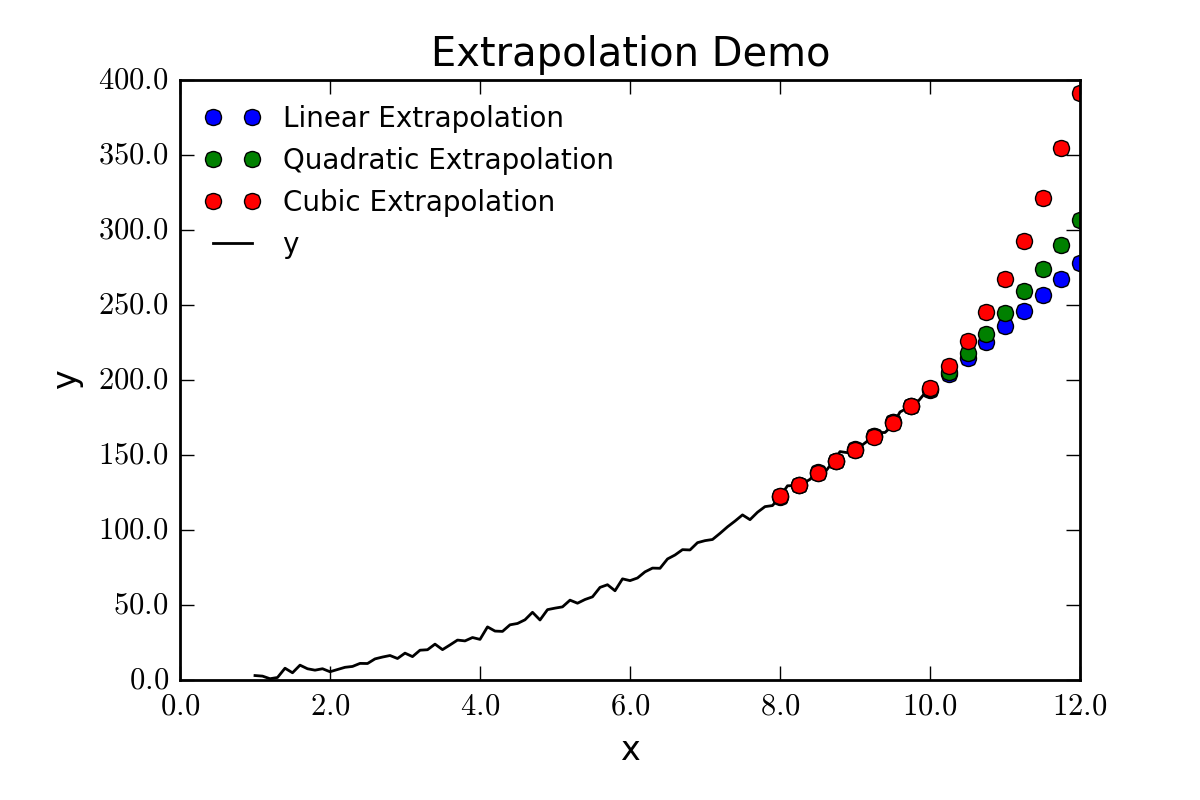 Extrapolation Demo
400.0
350.0
300.0
250.0
200.0
150.0
100.0
50.0
0.0
Linear Extrapolation
Quadratic Extrapolation
Cubic Extrapolation
y
y
0.0 2.0 4.0 6.0 8.0 10.0 12.0
x